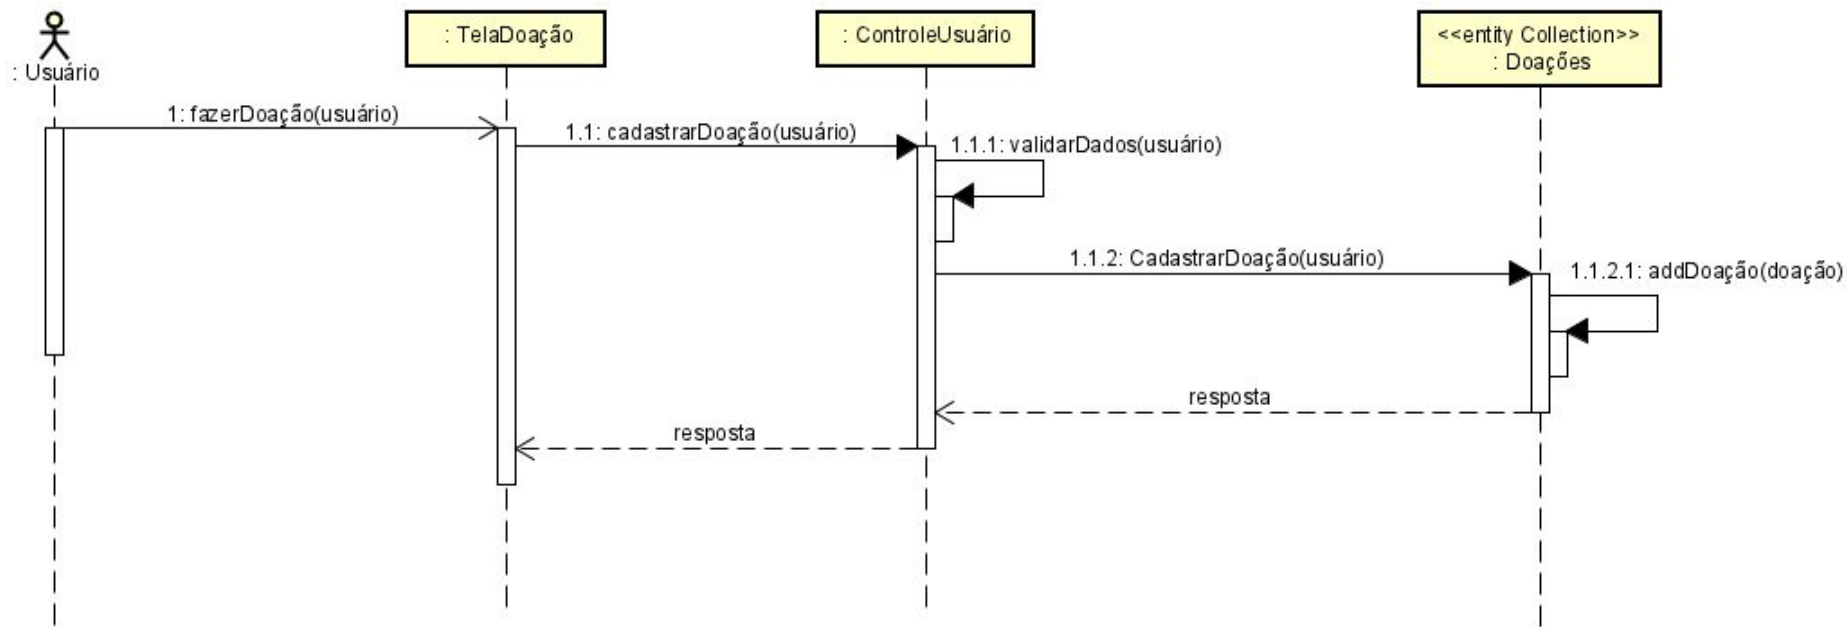 : Usuário
: TelaDoação
: ControleUsuário
<<entity Collection>>
: Doações
1: fazerDoação(usuário)
1.1: cadastrarDoação(usuário)
1.1.1: validarDados(usuário)
1.1.2: CadastrarDoação(usuário)
1.1.2.1: addDoação(doação)
resposta
resposta